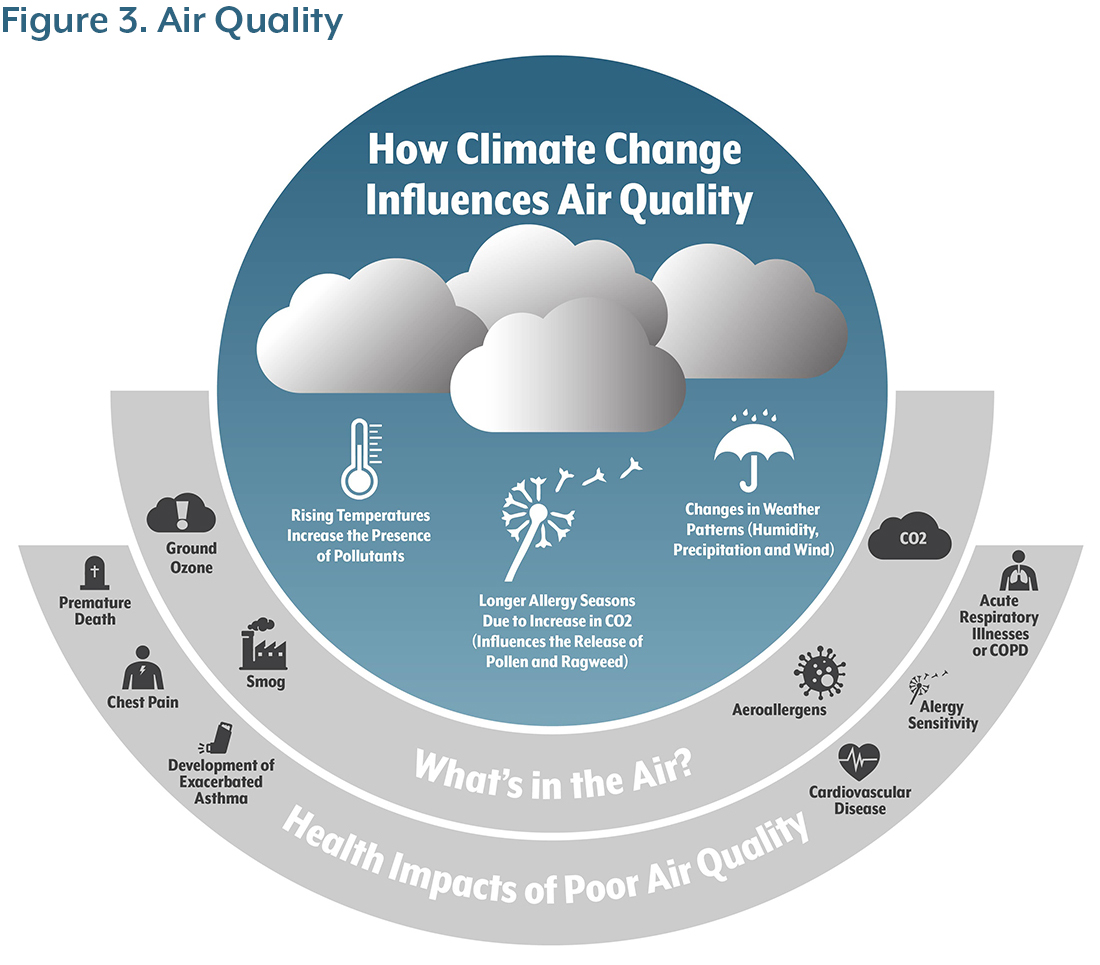 Figure 3. Air Quality
How Climate Change
Influences Air Quality
Rising Temperatures
Increase the Presence
of Pollutants
Longer Allergy Seasons
Due to Increase in CO2
(Influences the Release of
Pollen and Ragweed)
Changes in Weather
Patterns (Humidity,
Precipitation and Wind)
Ground
Ozone
Smog
Aeroallergens
CO2
What's in the Air?
Premature
Death
Chest Pain
Development of
Exacerbated
Asthma
Cardiovascular
Disease
Alergy
Sensitivity
Acute
Respiratory
Illnesses
or COPD
Health Impacts of Poor Air Quality